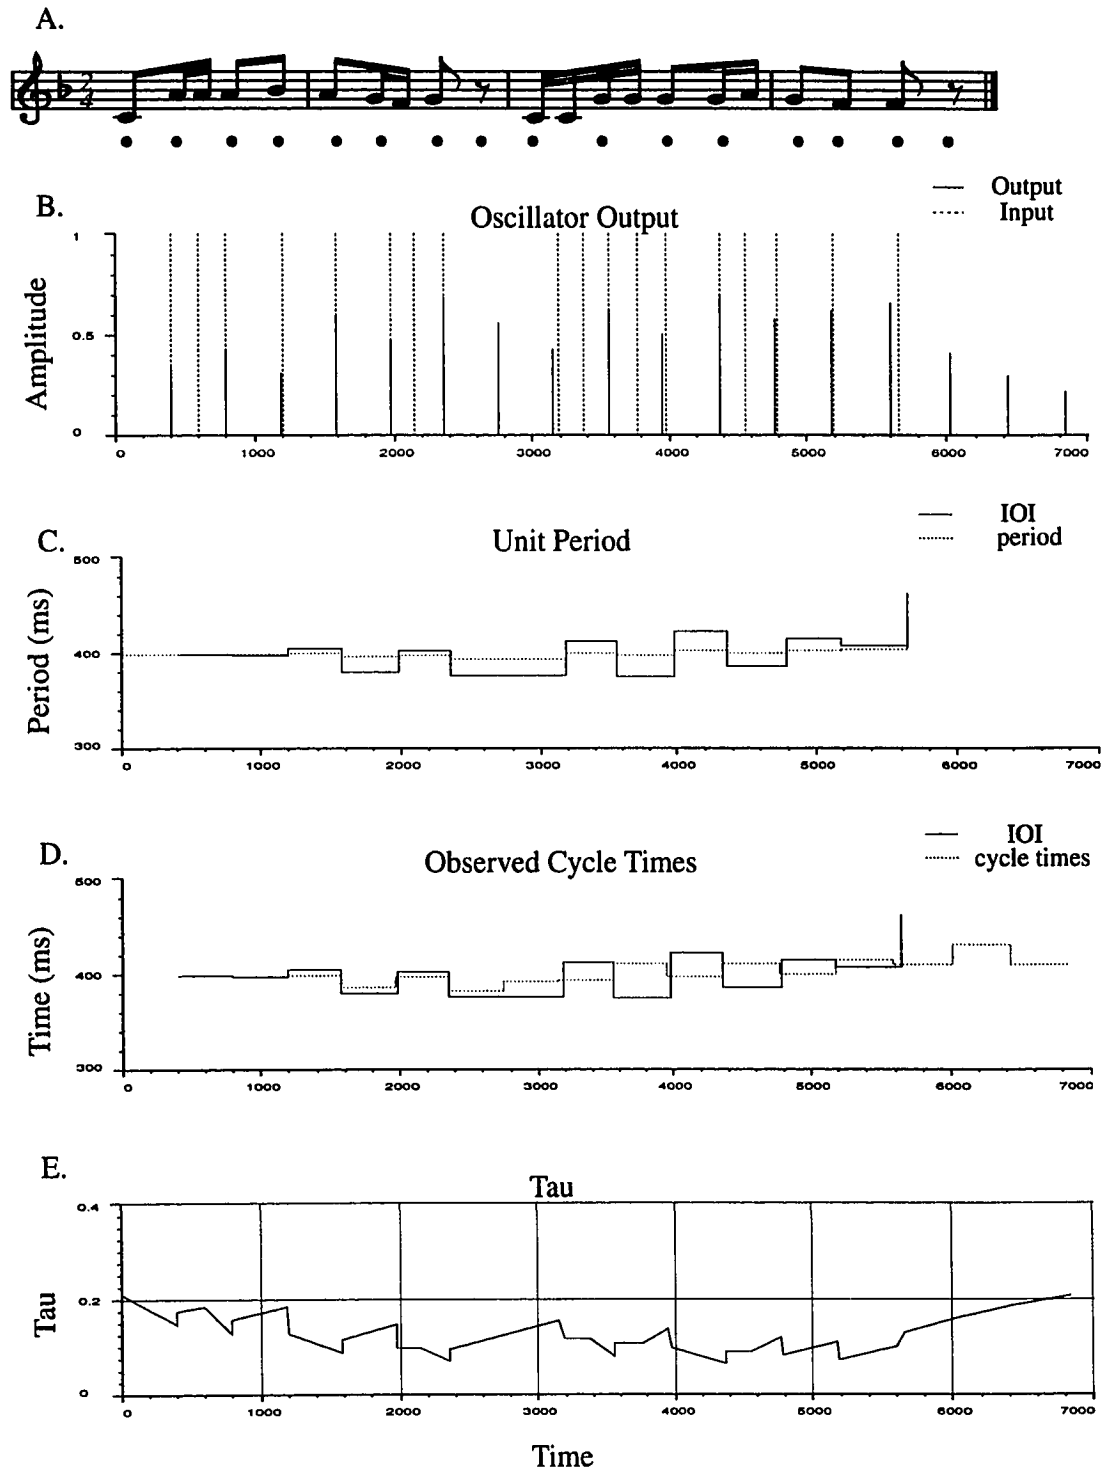 A.
2
4
B.
Oscillator Output
Output
Input
Amplitude
1
0.5
0
0 1000 2000 3000 4000 5000 6000 7000
C.
Unit Period
IOI
period
Period (ms)
500
400
300
0 1000 2000 3000 4000 5000 6000 7000
D.
Observed Cycle Times
IOI
cycle times
Time (ms)
500
400
300
0 1000 2000 3000 4000 5000 6000 7000
E.
Tau
Tau
0.4
0.2
0
0 1000 2000 3000 4000 5000 6000 7000
Time